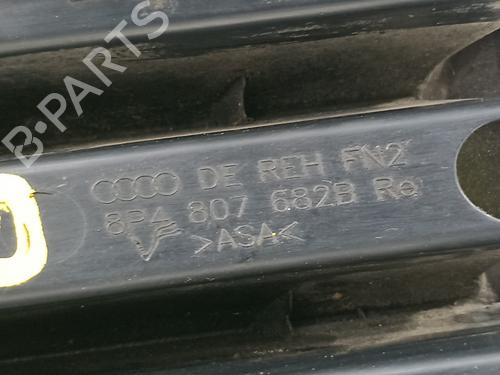 B-Parts
DE REH FN2
8P4 807 682B Re
>ASA<